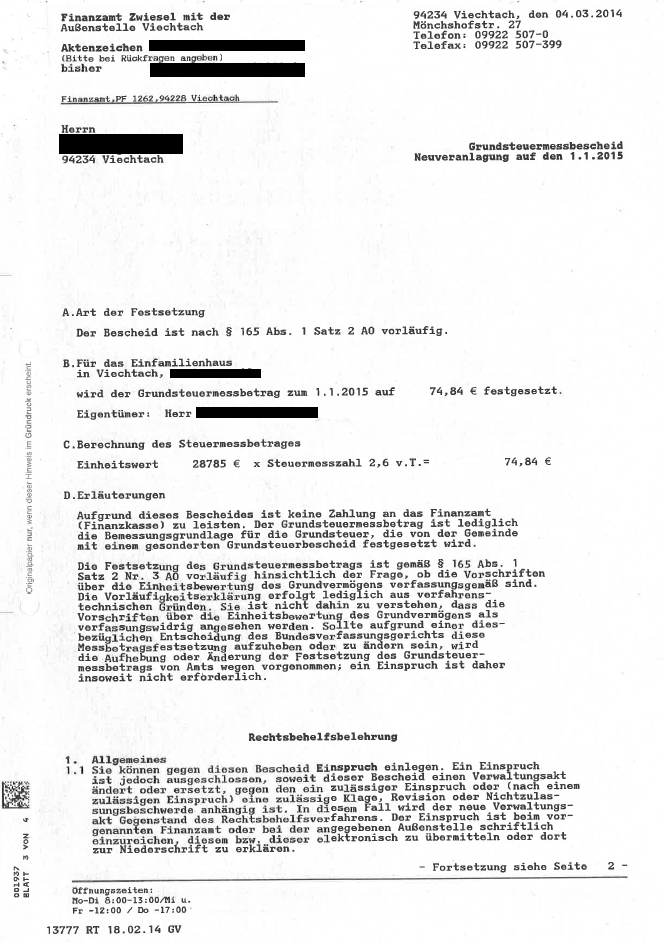 Finanzamt Zwiesel mit der
Außenstelle Viechtach
94234 Viechtach, den 04.03.2014
Mönchshofstr. 27
Telefon: 09922 507-0
Telefax: 09922 507-399
Aktenzeichen
(Bitte bei Rückfragen angeben)
bisher
Finanzamt,PF 1262,94228 Viechtach
Herrn
94234 Viechtach
Grundsteuermessbescheid
Neuveranlagung auf den 1.1.2015
A.Art der Festsetzung
Der Bescheid ist nach § 165 Abs. 1 Satz 2 AO vorläufig.
B.Für das Einfamilienhaus
in Viechtach,
wird der Grundsteuermessbetrag zum 1.1.2015 auf 74,84 € festgesetzt.
Eigentümer: Herr
C.Berechnung des Steuermessbetrages
Einheitswert 28785 € x Steuermesszahl 2,6 v.T.= 74,84 €
D.Erläuterungen
Aufgrund dieses Bescheides ist keine Zahlung an das Finanzamt
(Finanzkasse) zu leisten. Der Grundsteuermessbetrag ist lediglich
die Bemessungsgrundlage für die Grundsteuer, die von der Gemeinde
mit einem gesonderten Grundsteuerbescheid festgesetzt wird.
Die Festsetzung des Grundsteuermessbetrags ist gemäß § 165 Abs. 1
Satz 2 Nr. 3 AO vorläufig hinsichtlich der Frage, ob die Vorschriften
über die Einheitsbewertung des Grundvermögens verfassungsgemäß sind.
Die Vorläufigkeitserklärung erfolgt lediglich aus verfahrens-
technischen Gründen. Sie ist nicht dahin zu verstehen, dass die
Vorschriften über die Einheitsbewertung des Grundvermögens als
verfassungswidrig angesehen werden. Sollte aufgrund einer dies-
bezüglichen Entscheidung des Bundesverfassungsgerichts diese
Messbetragsfestsetzung aufzuheben oder zu ändern sein, wird
die Aufhebung oder Änderung der Festsetzung des Grundsteuer-
messbetrags von Amts wegen vorgenommen; ein Einspruch ist daher
insoweit nicht erforderlich.
Rechtsbehelfsbelehrung
1. Allgemeines
1.1 Sie können gegen diesen Bescheid Einspruch einlegen. Ein Einspruch
ist jedoch ausgeschlossen, soweit dieser Bescheid einen Verwaltungsakt
ändert oder ersetzt, gegen den ein zulässiger Einspruch oder (nach einem
zulässigen Einspruch) eine zulässige Klage, Revision oder Nichtzulas-
sungsbeschwerde anhängig ist. In diesem Fall wird der neue Verwaltungs-
akt Gegenstand des Rechtsbehelfsverfahrens. Der Einspruch ist beim vor-
genannten Finanzamt oder bei der angegebenen Außenstelle schriftlich
einzureichen, diesem bzw. dieser elektronisch zu übermitteln oder dort
zur Niederschrift zu erklären.
- Fortsetzung siehe Seite 2 -
Öffnungszeiten:
Mo-Di 8:00-13:00/Mi u.
Fr -12:00 / Do -17:00
13777 RT 18.02.14 GV
Originalpapier nur, wenn dieser Hinweis im Gründruck erscheint.
001937
BLATT 3 VON 4